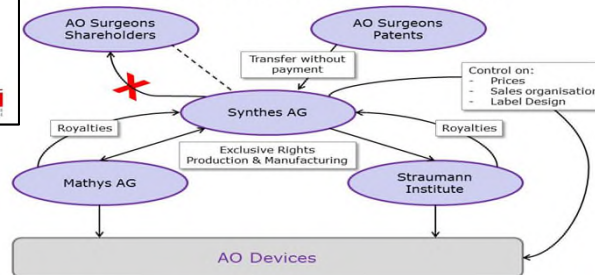 AO Surgeons
Shareholders
AO Surgeons
Patents
Transfer without
payment
Control on:
- Prices
- Sales organisation
- Label Design
Synthes AG
Royalties
Royalties
Exclusive Rights
Production & Manufacturing
Mathys AG
Straumann
Institute
AO Devices